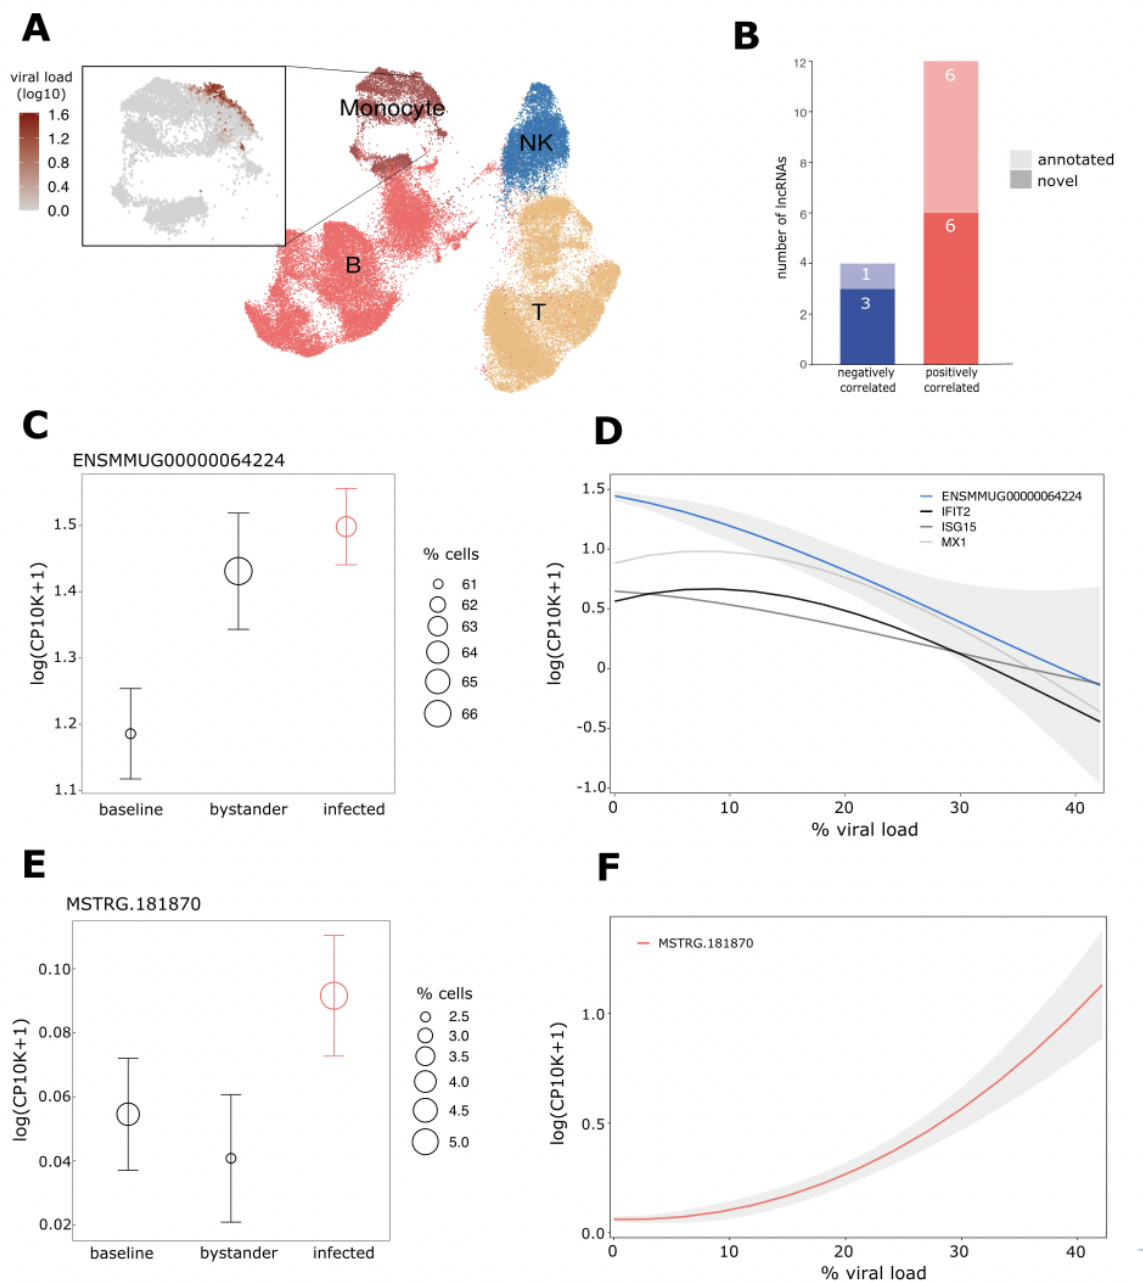 A
viral load
(log10)
1.6
1.2
0.8
0.4
0.0
Monocyte
NK
B
T
B
number of lncRNAs
12
10
8
6
4
2
0
6
6
1
3
negatively
correlated
positively
correlated
annotated
novel
C
ENSMMUG00000064224
log(CP10K+1)
1.5
1.4
1.3
1.2
1.1
baseline
bystander
infected
% cells
61
62
63
64
65
66
D
log(CP10K+1)
1.5
1.0
0.5
0
-0.5
-1.0
ENSMMUG00000064224
IFIT2
ISG15
MX1
0
10
20
30
40
% viral load
E
MSTRG.181870
log(CP10K+1)
0.10
0.08
0.06
0.04
0.02
baseline
bystander
infected
% cells
2.5
3.0
3.5
4.0
4.5
5.0
F
log(CP10K+1)
1.0
0.5
0.0
MSTRG.181870
0
10
20
30
40
% viral load